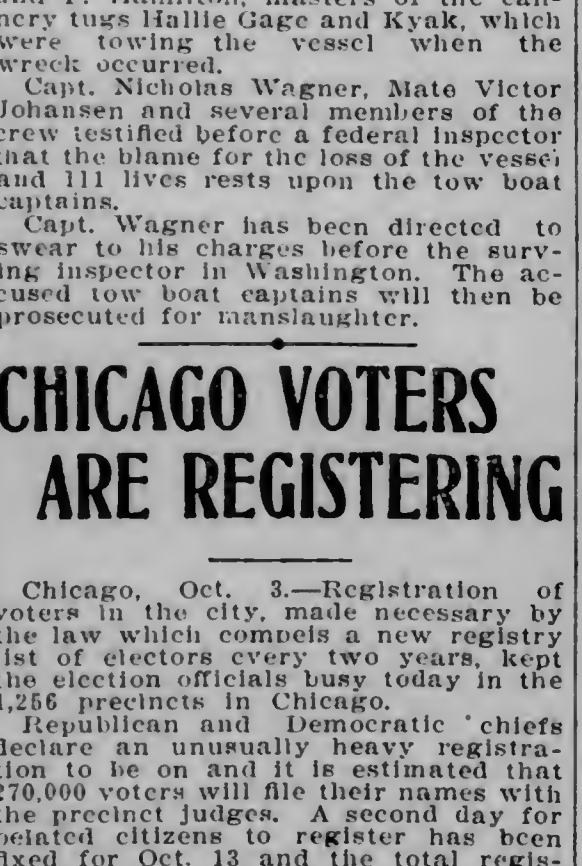 nery tugs Hallie Gage and Kyak, which
were towing the vessel when the
wreck occurred.
Capt. Nicholas Wagner, Mate Victor
Johansen and several members of the
crew testified before a federal inspector
that the blame for the loss of the vessel
and 111 lives rests upon the tow boat
captains.
Capt. Wagner has been directed to
swear to his charges before the surv-
ing inspector in Washington. The ac-
cused tow boat captains will then be
prosecuted for manslaughter.
CHICAGO VOTERS
ARE REGISTERING
Chicago, Oct. 3.—Registration of
voters in the city, made necessary by
the law which compels a new registry
list of electors every two years, kept
the election officials busy today in the
1,256 precincts in Chicago.
Republican and Democratic chiefs
declare an unusually heavy registra-
tion to be on and it is estimated that
270,000 voters will file their names with
the precinct judges. A second day for
belated citizens to register has been
fixed for Oct. 13 and the total regis-